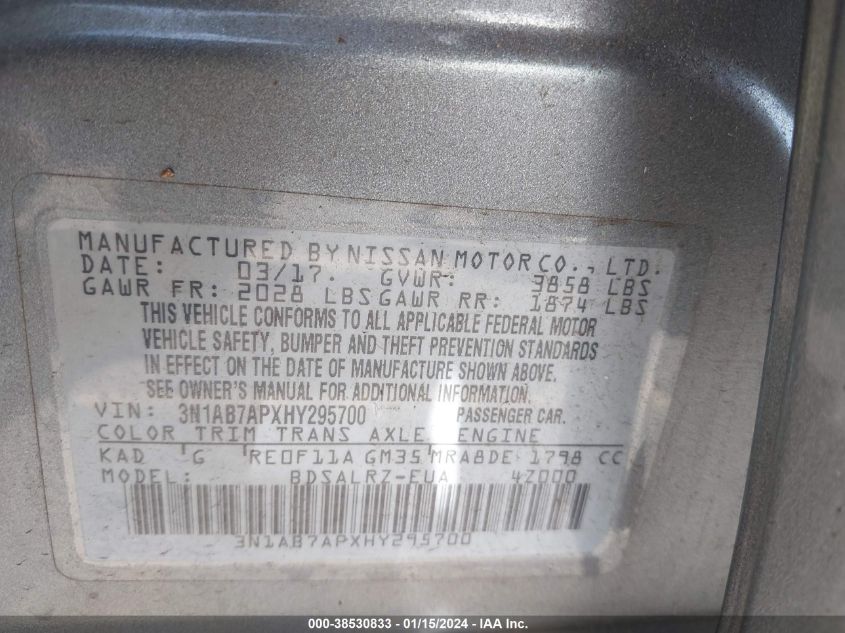 MANUFACTURED BY NISSAN MOTOR CO., LTD.
DATE: 03/17. GVWR: 3858 LBS
GAWR FR: 2028 LBS GAWR RR: 1874 LBS
THIS VEHICLE CONFORMS TO ALL APPLICABLE FEDERAL MOTOR
VEHICLE SAFETY, BUMPER AND THEFT PREVENTION STANDARDS
IN EFFECT ON THE DATE OF MANUFACTURE SHOWN ABOVE.
SEE OWNER'S MANUAL FOR ADDITIONAL INFORMATION.
VIN: 3N1AB7APXHY295700 PASSENGER CAR.
COLOR TRIM TRANS AXLE ENGINE
KAD G RE0F11A GM35 MRA8DE 1798 CC
MODEL: BDSALRZ-EUA 4Z000
3N1AB7APXHY295700
000-38530833 - 01/15/2024 - IAA Inc.